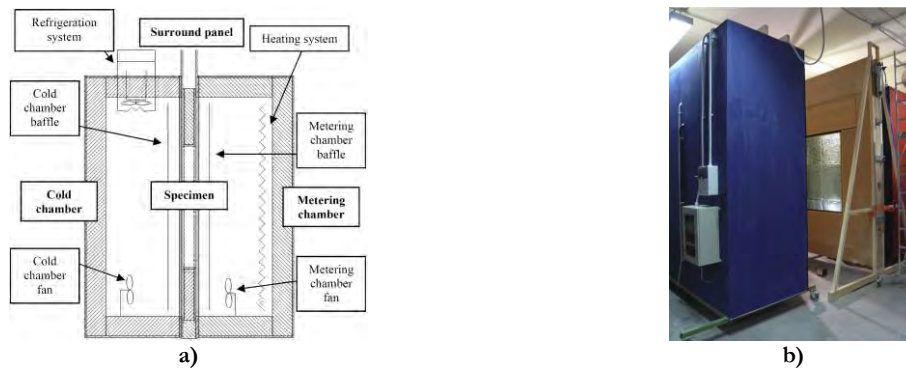 Refrigeration
system
Surround panel
Heating system
Cold
chamber
baffle
Metering
chamber
baffle
Cold
chamber
Specimen
Metering
chamber
Cold
chamber
fan
Metering
chamber
fan
a)
b)